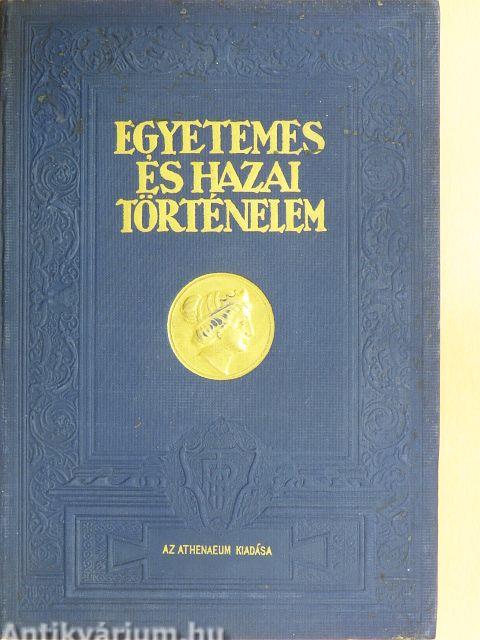 EGYETEMES
ÉS HAZAI
TÖRTÉNELEM
AZ ATHENAEUM KIADÁSA
Antikvárium.hu